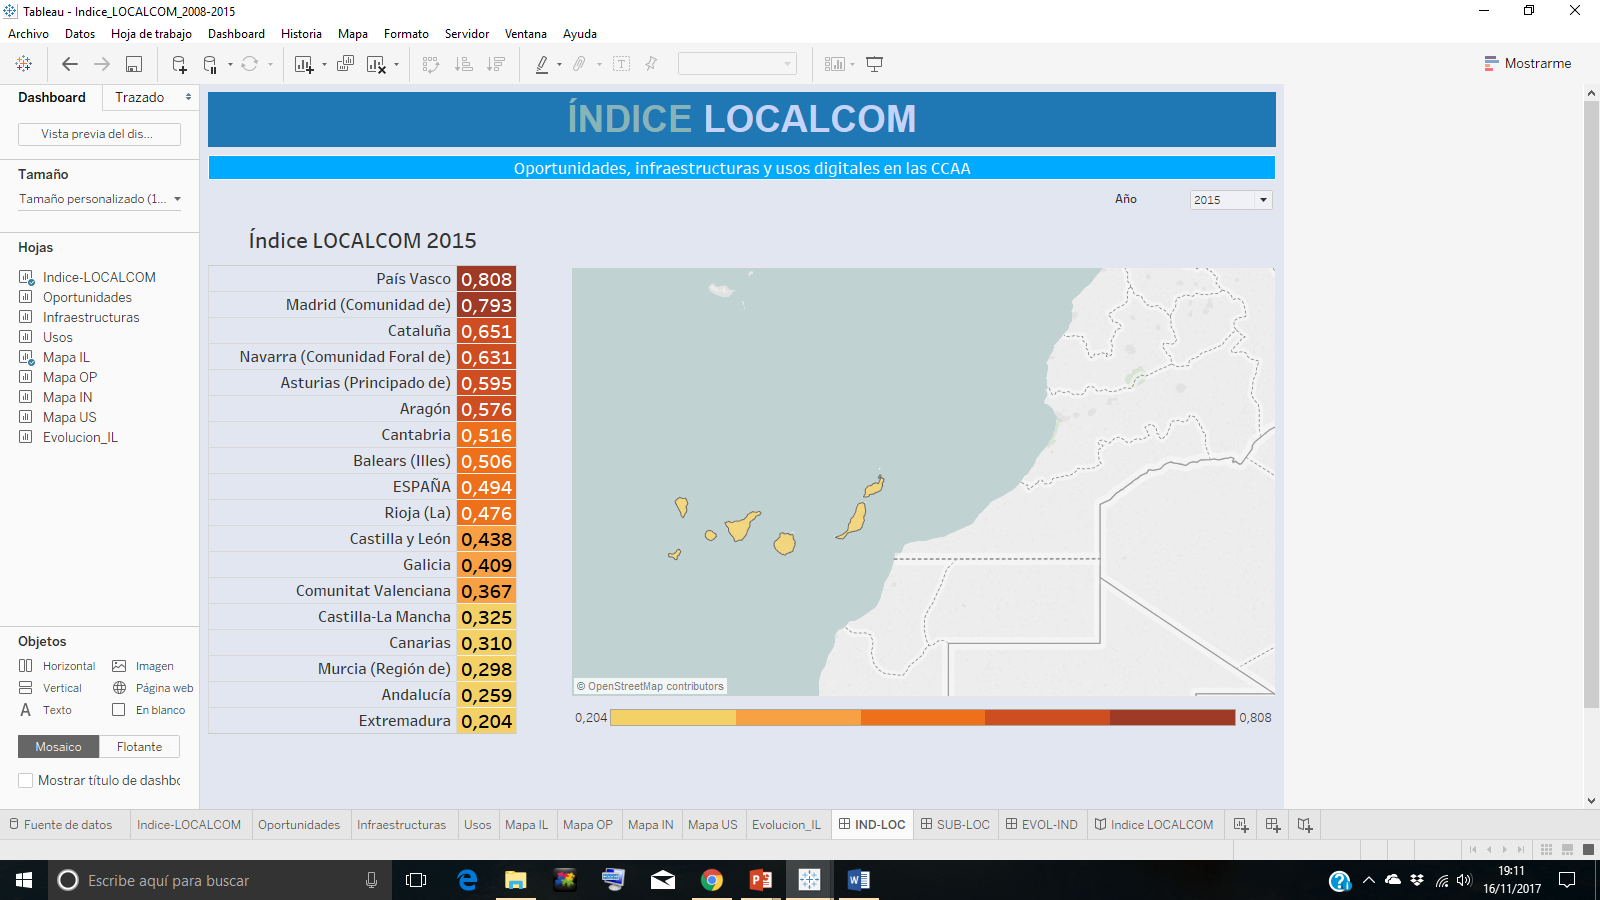 Tableau - Indice_LOCALCOM_2008-2015
Archivo Datos Hoja de trabajo Dashboard Historia Mapa Formato Servidor Ventana Ayuda
Mostrarme
Dashboard Trazado
Vista previa del dis...
Tamaño
Tamaño personalizado (1...
Hojas
Indice-LOCALCOM
Oportunidades
Infraestructuras
Usos
Mapa IL
Mapa OP
Mapa IN
Mapa US
Evolucion_IL
Objetos
Horizontal Imagen
Vertical Página web
A Texto En blanco
Mosaico Flotante
Mostrar título de dashbo
ÍNDICE LOCALCOM
Oportunidades, infraestructuras y usos digitales en las CCAA
Año 2015
Índice LOCALCOM 2015
País Vasco 0,808
Madrid (Comunidad de) 0,793
Cataluña 0,651
Navarra (Comunidad Foral de) 0,631
Asturias (Principado de) 0,595
Aragón 0,576
Cantabria 0,516
Balears (Illes) 0,506
ESPAÑA 0,494
Rioja (La) 0,476
Castilla y León 0,438
Galicia 0,409
Comunitat Valenciana 0,367
Castilla-La Mancha 0,325
Canarias 0,310
Murcia (Región de) 0,298
Andalucía 0,259
Extremadura 0,204
© OpenStreetMap contributors
0,204 0,808
Fuente de datos Indice-LOCALCOM Oportunidades Infraestructuras Usos Mapa IL Mapa OP Mapa IN Mapa US Evolucion_IL IND-LOC SUB-LOC EVOL-IND Indice LOCALCOM
Escribe aquí para buscar
19:11
16/11/2017